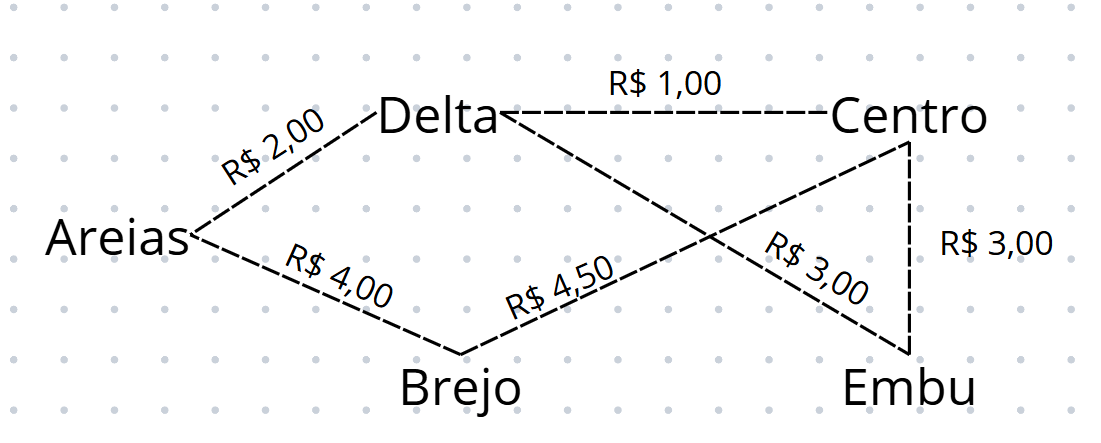 R$ 1,00
Delta
Centro
R$ 2,00
Areias
R$ 3,00
R$ 4,00
R$ 4,50
R$ 3,00
Brejo
Embu